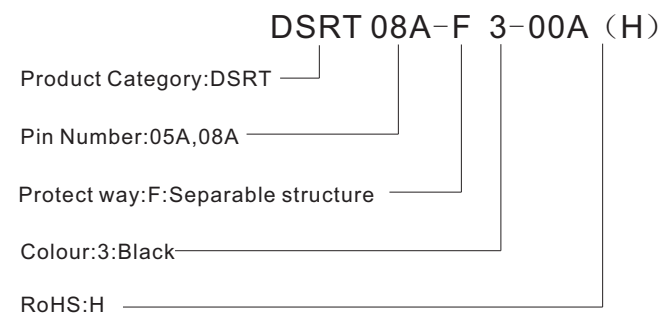 DSRT 08A-F 3-00A（H）
Product Category:DSRT
Pin Number:05A,08A
Protect way:F:Separable structure
Colour:3:Black
RoHS:H